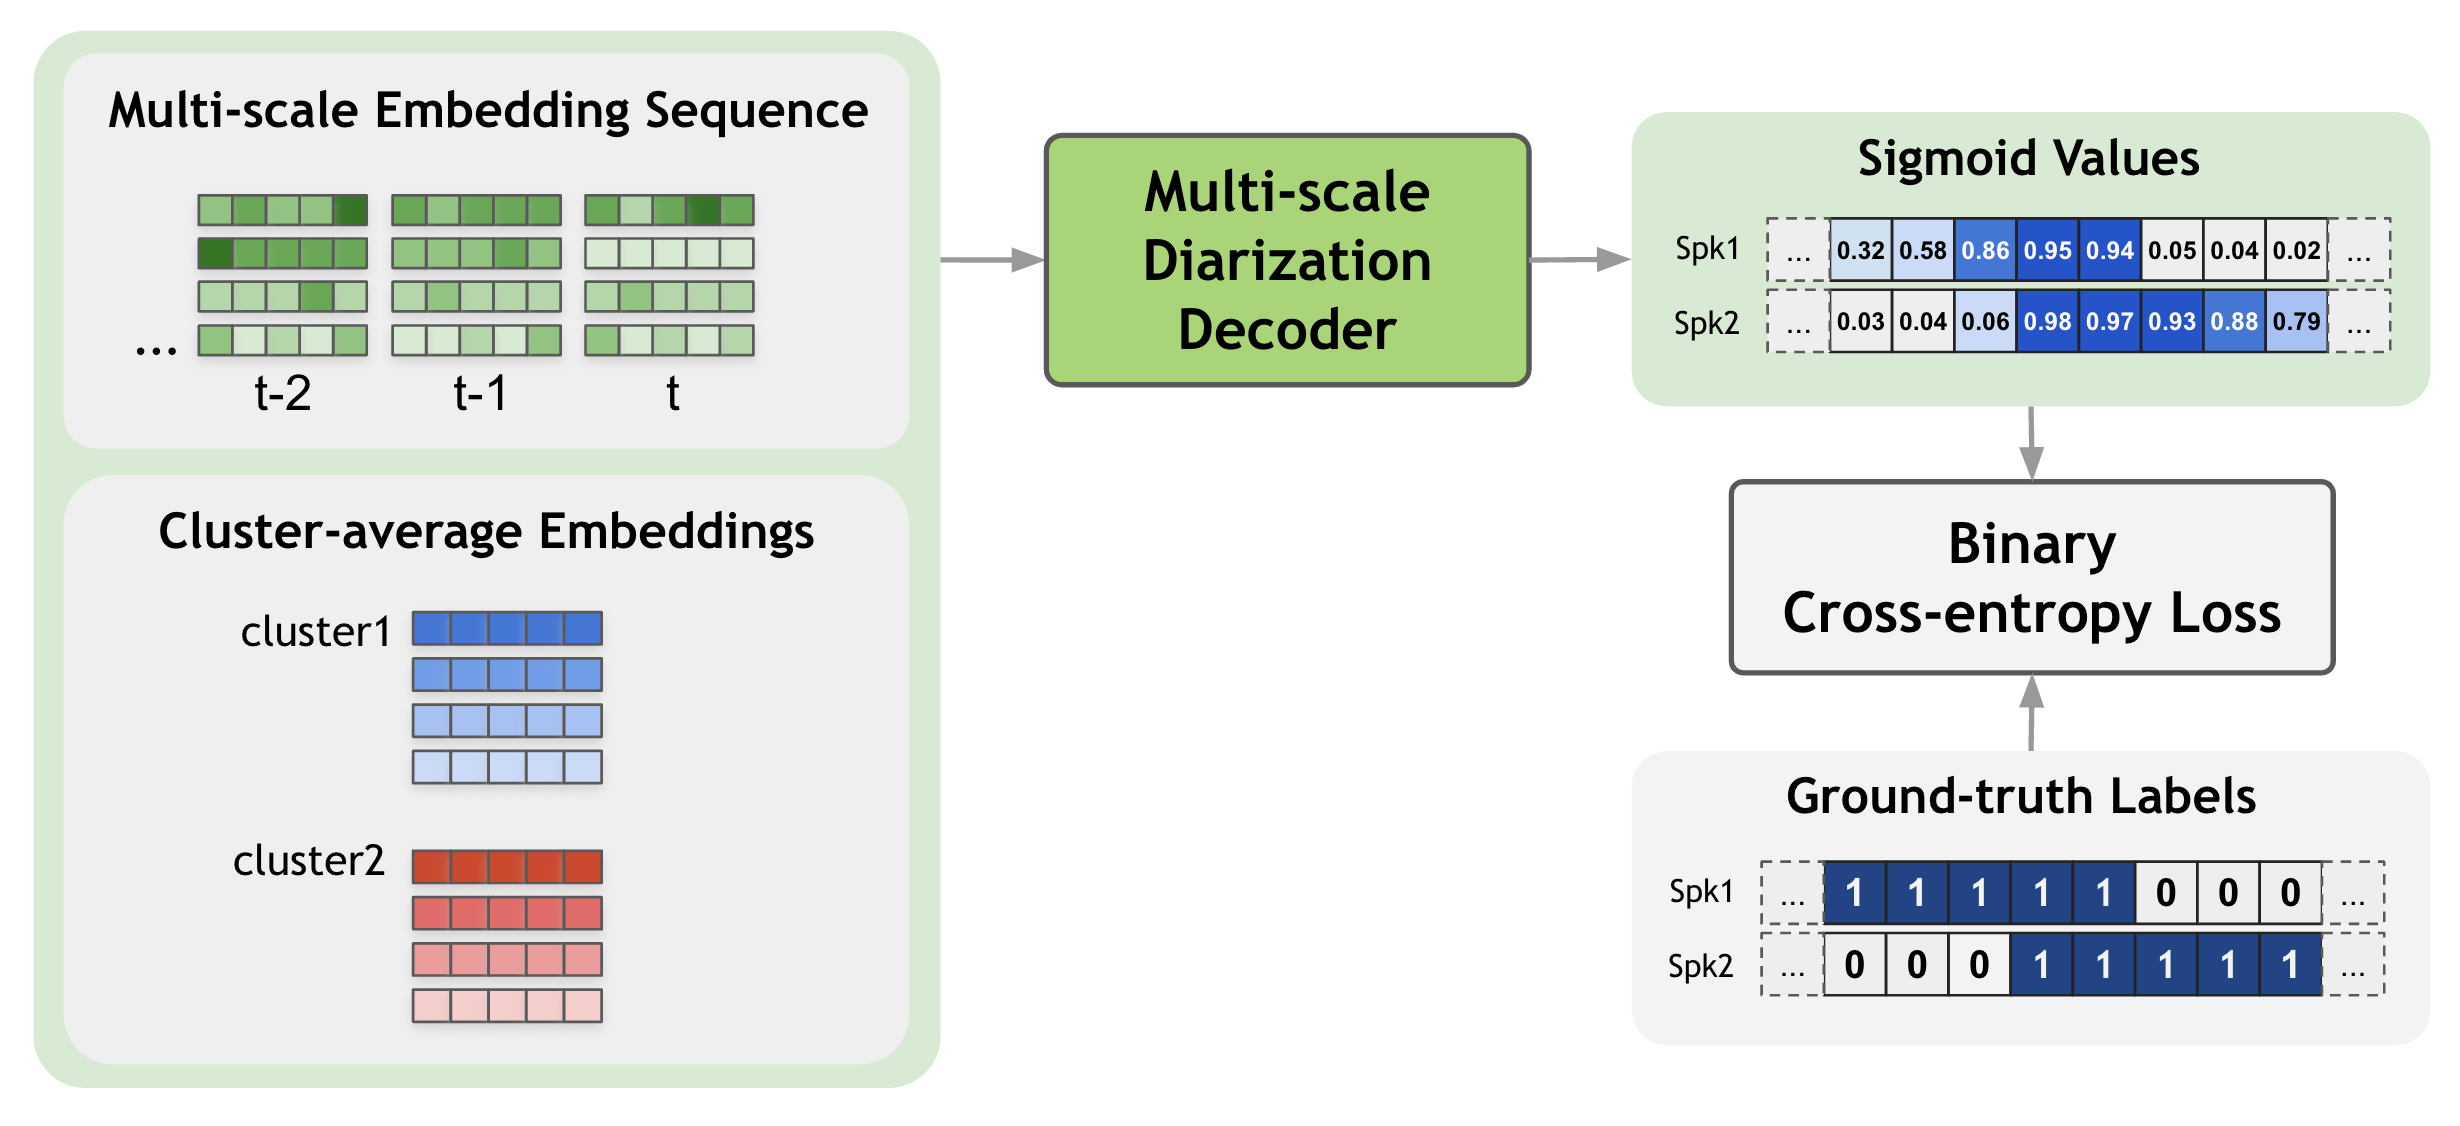 Multi-scale Embedding Sequence
...
t-2 t-1 t
Cluster-average Embeddings
cluster1
cluster2
Multi-scale
Diarization
Decoder
Sigmoid Values
Spk1 ... 0.32 0.58 0.86 0.95 0.94 0.05 0.04 0.02 ...
Spk2 ... 0.03 0.04 0.06 0.98 0.97 0.93 0.88 0.79 ...
Binary
Cross-entropy Loss
Ground-truth Labels
Spk1 ... 1 1 1 1 1 0 0 0 ...
Spk2 ... 0 0 0 1 1 1 1 1 ...